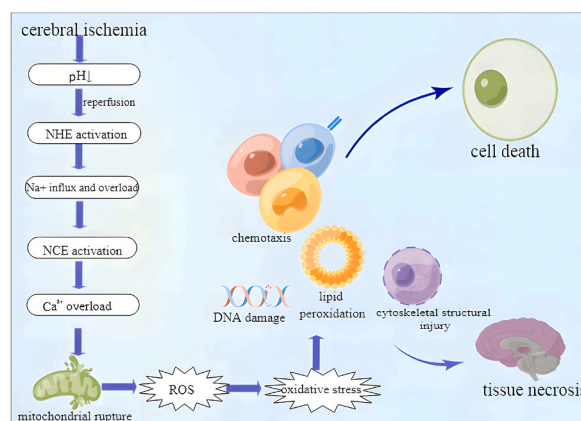 cerebral ischemia
pH↓
reperfusion
NHE activation
Na+ influx and overload
NCE activation
Ca²⁺ overload
mitochondrial rupture
ROS
oxidative stress
chemotaxis
DNA damage
lipid
peroxidation
cytoskeletal structural
injury
cell death
tissue necrosis